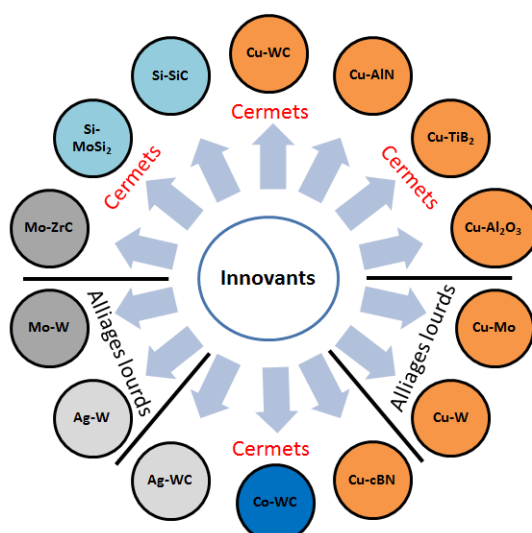 Cu-WC
Si-SiC
Cu-AlN
Cermets
Si-
MoSi₂
Cu-TiB₂
Cermets
Cermets
Mo-ZrC
Cu-Al₂O₃
Innovants
Mo-W
Alliages lourds
Alliages lourds
Cu-Mo
Ag-W
Cu-W
Cermets
Ag-WC
Co-WC
Cu-cBN